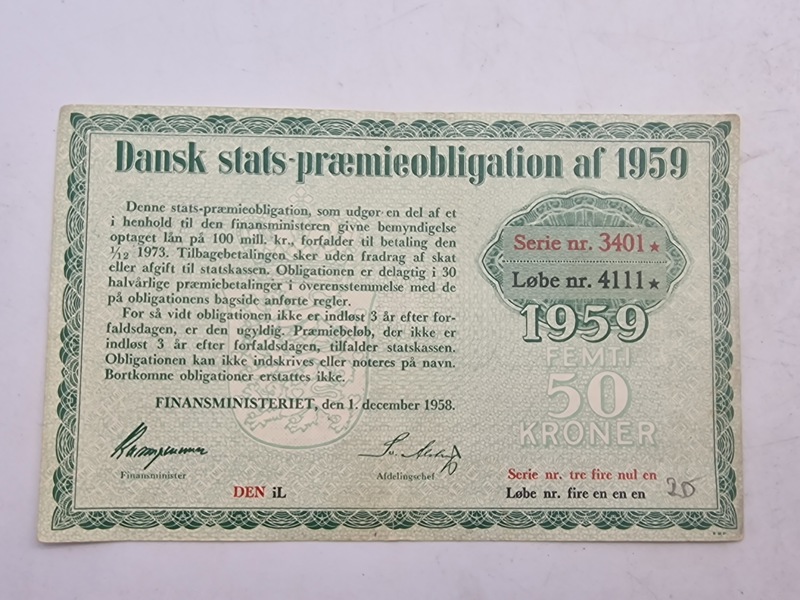 Dansk stats-præmieobligation af 1959
Denne stats-præmieobligation, som udgør en del af et
i henhold til den finansministeren givne bemyndigelse
optaget lån på 100 mill. kr., forfalder til betaling den
1/12 1973. Tilbagebetalingen sker uden fradrag af skat
eller afgift til statskassen. Obligationen er delagtig i 30
halvårlige præmiebetalinger i overensstemmelse med de
på obligationens bagside anførte regler.
For så vidt obligationen ikke er indløst 3 år efter for-
faldsdagen, er den ugyldig. Præmiebeløb, der ikke er
indløst 3 år efter forfaldsdagen, tilfalder statskassen.
Obligationen kan ikke indskrives eller noteres på navn.
Bortkomne obligationer erstattes ikke.
FINANSMINISTERIET, den 1. december 1958.
Finansminister
Afdelingschef
DEN iL
Serie nr. 3401★
Løbe nr. 4111★
1959
FEMTI
50
KRONER
Serie nr. tre fire nul en
Løbe nr. fire en en en
20